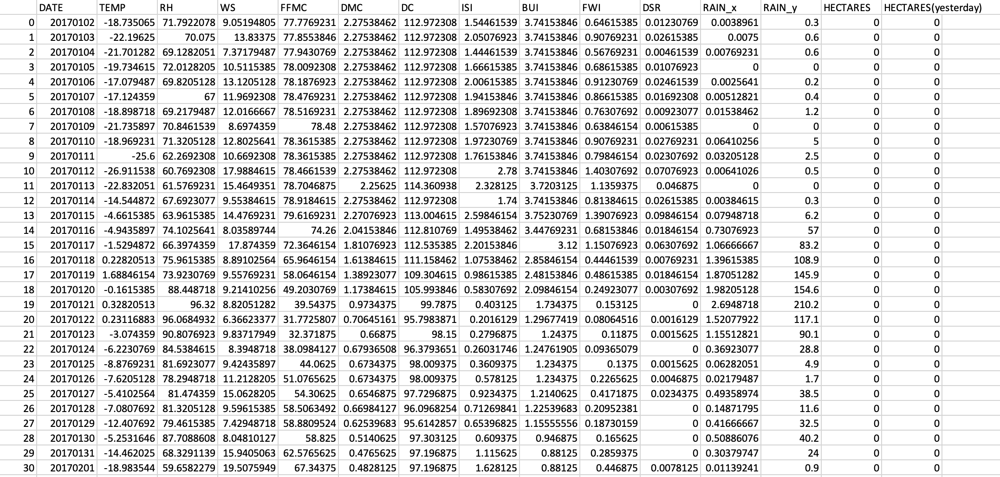 DATE TEMP RH WS FFMC DMC DC ISI BUI FWI DSR RAIN_x RAIN_y HECTARES HECTARES(yesterday)
0 20170102 -18.735065 71.7922078 9.05194805 77.7769231 2.27538462 112.972308 1.54461539 3.74153846 0.64615385 0.01230769 0.0038961 0.3 0 0
1 20170103 -22.19625 70.075 13.83375 77.8553846 2.27538462 112.972308 2.05076923 3.74153846 0.90769231 0.02615385 0.0075 0.6 0 0
2 20170104 -21.701282 69.1282051 7.37179487 77.9430769 2.27538462 112.972308 1.44461539 3.74153846 0.56769231 0.00461539 0.00769231 0.6 0 0
3 20170105 -19.734615 72.0128205 10.5115385 78.0092308 2.27538462 112.972308 1.66615385 3.74153846 0.68615385 0.01076923 0 0 0 0
4 20170106 -17.079487 69.8205128 13.1205128 78.1876923 2.27538462 112.972308 2.00615385 3.74153846 0.91230769 0.02461539 0.0025641 0.2 0 0
5 20170107 -17.124359 67 11.9692308 78.4769231 2.27538462 112.972308 1.94153846 3.74153846 0.86615385 0.01692308 0.00512821 0.4 0 0
6 20170108 -18.898718 69.2179487 12.0166667 78.5169231 2.27538462 112.972308 1.89692308 3.74153846 0.76307692 0.00923077 0.01538462 1.2 0 0
7 20170109 -21.735897 70.8461539 8.6974359 78.48 2.27538462 112.972308 1.57076923 3.74153846 0.63846154 0.00615385 0 0 0 0
8 20170110 -18.969231 71.3205128 12.8025641 78.3615385 2.27538462 112.972308 1.97230769 3.74153846 0.90769231 0.02769231 0.06410256 5 0 0
9 20170111 -25.6 62.2692308 10.6692308 78.3615385 2.27538462 112.972308 1.76153846 3.74153846 0.79846154 0.02307692 0.03205128 2.5 0 0
10 20170112 -26.911538 60.7692308 17.9884615 78.4661539 2.27538462 112.972308 2.78 3.74153846 1.40307692 0.07076923 0.00641026 0.5 0 0
11 20170113 -22.832051 61.5769231 15.4649351 78.7046875 2.25625 114.360938 2.328125 3.7203125 1.1359375 0.046875 0 0 0 0
12 20170114 -14.544872 67.6923077 9.55384615 78.9184615 2.27538462 112.972308 1.74 3.74153846 0.81384615 0.02615385 0.00384615 0.3 0 0
13 20170115 -4.6615385 63.9615385 14.4769231 79.6169231 2.27076923 113.004615 2.59846154 3.75230769 1.39076923 0.09846154 0.07948718 6.2 0 0
14 20170116 -4.9435897 74.1025641 8.03589744 74.26 2.04153846 112.810769 1.49538462 3.44769231 0.68153846 0.01846154 0.73076923 57 0 0
15 20170117 -1.5294872 66.3974359 17.874359 72.3646154 1.81076923 112.535385 2.20153846 3.12 1.15076923 0.06307692 1.06666667 83.2 0 0
16 20170118 0.22820513 75.9615385 8.89102564 65.9646154 1.61384615 111.158462 1.07538462 2.85846154 0.44461539 0.00769231 1.39615385 108.9 0 0
17 20170119 1.68846154 73.9230769 9.55769231 58.0646154 1.38923077 109.304615 0.98615385 2.48153846 0.48615385 0.01846154 1.87051282 145.9 0 0
18 20170120 -0.1615385 88.448718 9.21410256 49.2030769 1.17384615 105.993846 0.58307692 2.09846154 0.24923077 0.00307692 1.98205128 154.6 0 0
19 20170121 0.32820513 96.32 8.82051282 39.54375 0.9734375 99.7875 0.403125 1.734375 0.153125 0 2.6948718 210.2 0 0
20 20170122 0.23116883 96.0684932 6.36623377 31.7725807 0.70645161 95.7983871 0.2016129 1.29677419 0.08064516 0.0016129 1.52077922 117.1 0 0
21 20170123 -3.074359 90.8076923 9.83717949 32.371875 0.66875 98.15 0.2796875 1.24375 0.11875 0.0015625 1.15512821 90.1 0 0
22 20170124 -6.2230769 84.5384615 8.3948718 38.0984127 0.67936508 96.3793651 0.26031746 1.24761905 0.09365079 0 0.36923077 28.8 0 0
23 20170125 -8.8769231 81.6923077 9.42435897 44.0625 0.6734375 98.009375 0.3609375 1.234375 0.1375 0.0015625 0.06282051 4.9 0 0
24 20170126 -7.6205128 78.2948718 11.2128205 51.0765625 0.6734375 98.009375 0.578125 1.234375 0.2265625 0.0046875 0.02179487 1.7 0 0
25 20170127 -5.4102564 81.474359 15.0628205 54.30625 0.6546875 97.7296875 0.9234375 1.2140625 0.4171875 0.0234375 0.49358974 38.5 0 0
26 20170128 -7.0807692 81.3205128 9.59615385 58.5063492 0.66984127 96.0968254 0.71269841 1.22539683 0.20952381 0 0.14871795 11.6 0 0
27 20170129 -12.407692 79.4615385 7.42948718 58.8809524 0.62539683 95.6142857 0.65396825 1.15555556 0.18730159 0 0.41666667 32.5 0 0
28 20170130 -5.2531646 87.7088608 8.04810127 58.825 0.5140625 97.303125 0.609375 0.946875 0.165625 0 0.50886076 40.2 0 0
29 20170131 -14.462025 68.3291139 15.9405063 62.5765625 0.4765625 97.196875 1.115625 0.88125 0.2859375 0 0.30379747 24 0 0
30 20170201 -18.983544 59.6582279 19.5075949 67.34375 0.4828125 97.196875 1.628125 0.88125 0.446875 0.0078125 0.01139241 0.9 0 0